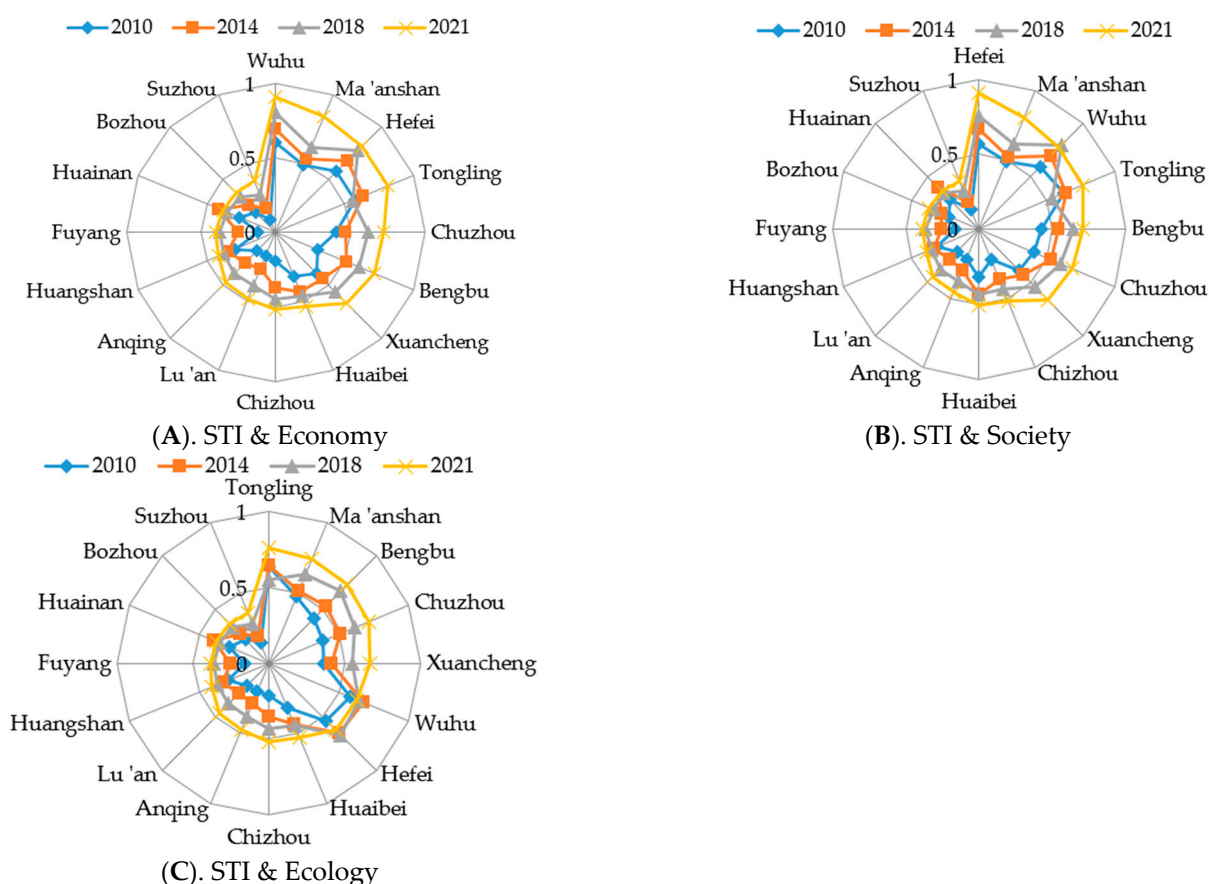 2010 2014 2018 2021
Wuhu
Suzhou 1 Ma 'anshan
Bozhou Hefei
Huainan 0.5 Tongling
Fuyang 0 Chuzhou
Huangshan Bengbu
Anqing Xuancheng
Lu 'an Huaibei
Chizhou
(A). STI & Economy
2010 2014 2018 2021
Hefei
Suzhou 1 Ma 'anshan
Huainan Wuhu
Bozhou 0.5 Tongling
Fuyang 0 Bengbu
Huangshan Chuzhou
Lu 'an Xuancheng
Anqing Chizhou
Huaibei
(B). STI & Society
2010 2014 2018 2021
Tongling
Suzhou 1 Ma 'anshan
Bozhou Bengbu
Huainan 0.5 Chuzhou
Fuyang 0 Xuancheng
Huangshan Wuhu
Lu 'an Hefei
Anqing Huaibei
Chizhou
(C). STI & Ecology